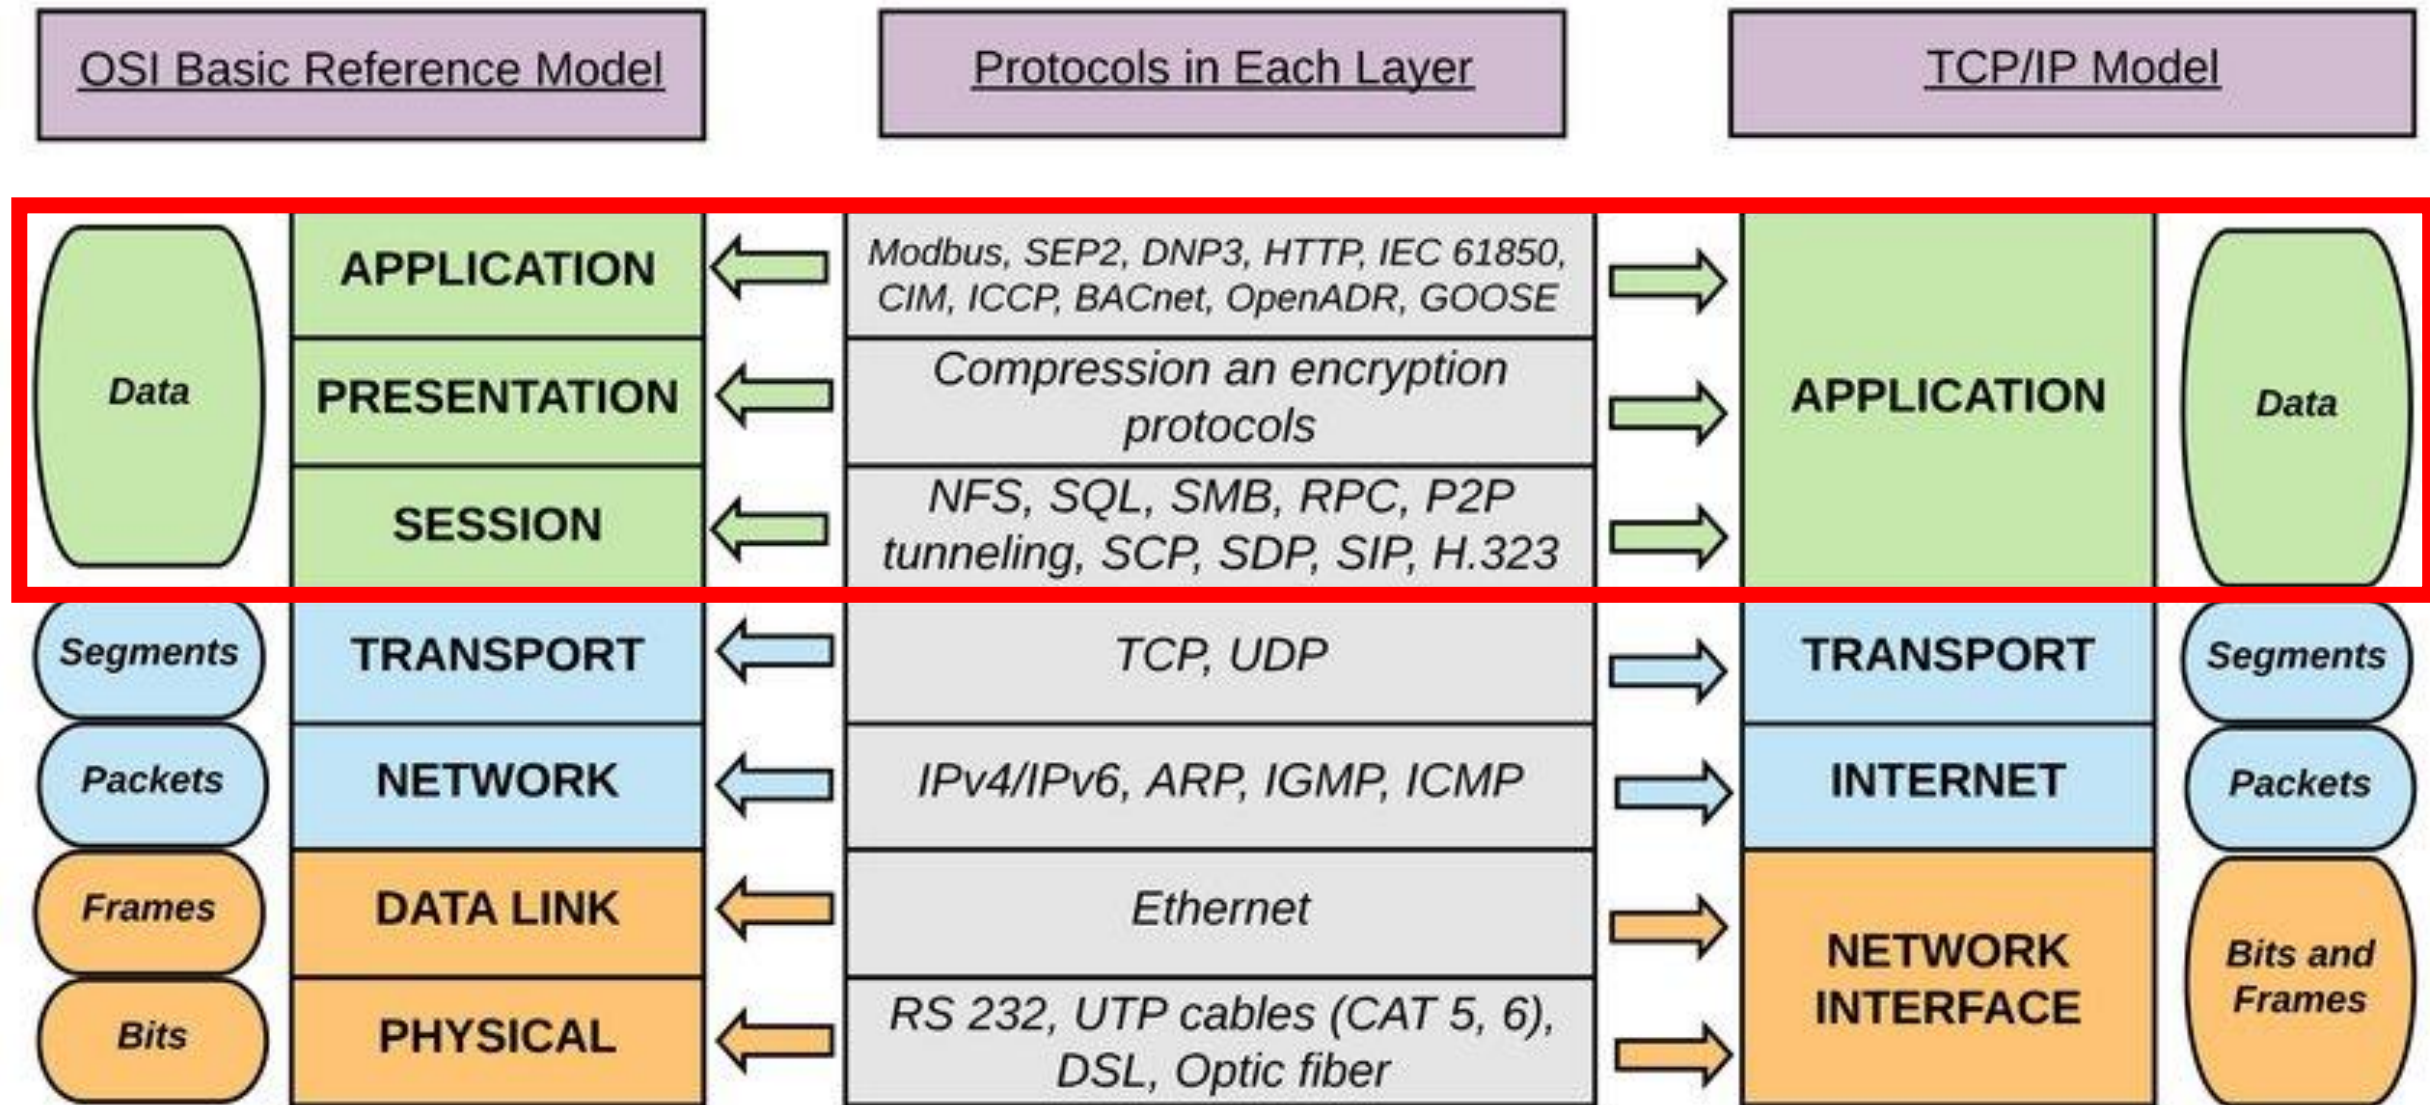 OSI Basic Reference Model
Protocols in Each Layer
TCP/IP Model
Data
APPLICATION
Modbus, SEP2, DNP3, HTTP, IEC 61850,
CIM, ICCP, BACnet, OpenADR, GOOSE
APPLICATION
Data
PRESENTATION
Compression an encryption
protocols
SESSION
NFS, SQL, SMB, RPC, P2P
tunneling, SCP, SDP, SIP, H.323
Segments
TRANSPORT
TCP, UDP
TRANSPORT
Segments
Packets
NETWORK
IPv4/IPv6, ARP, IGMP, ICMP
INTERNET
Packets
Frames
DATA LINK
Ethernet
NETWORK
INTERFACE
Bits and
Frames
Bits
PHYSICAL
RS 232, UTP cables (CAT 5, 6),
DSL, Optic fiber